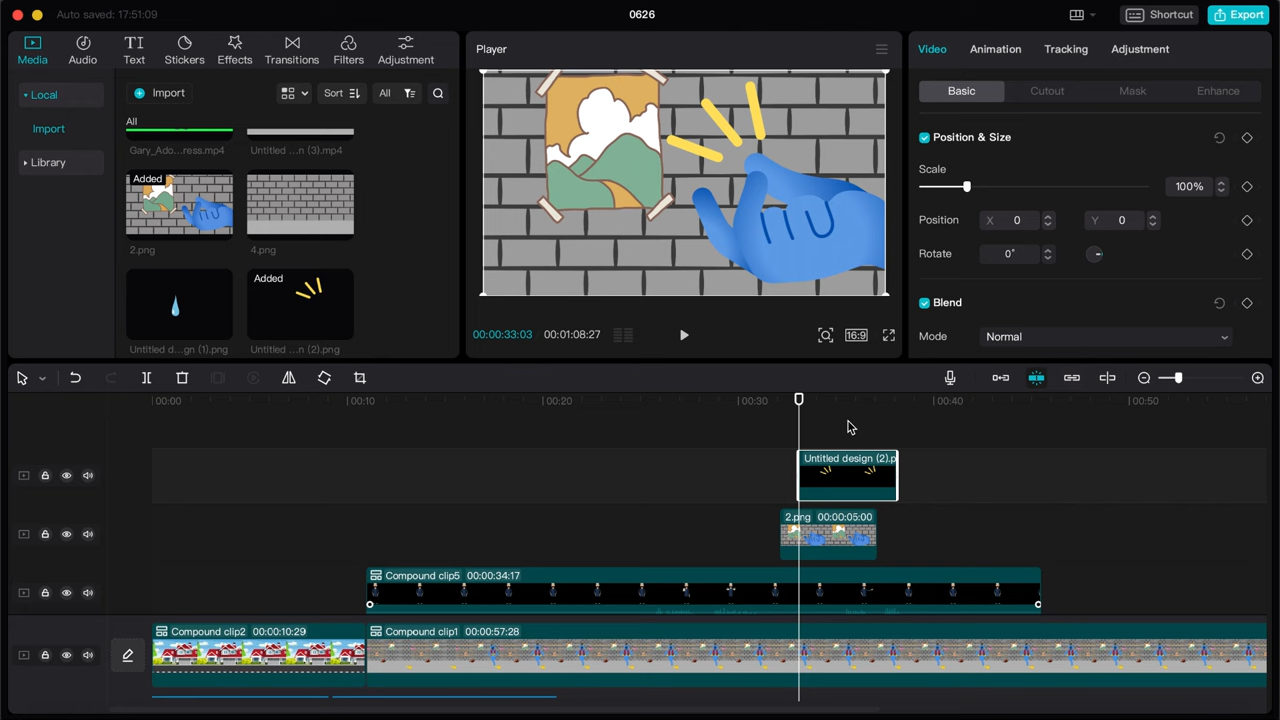 Auto saved: 17:51:09
0626
Shortcut
Export
Media
Audio
Text
Stickers
Effects
Transitions
Filters
Adjustment
Local
Import
Library
Import
Sort
All
All
Gary_Ado...ress.mp4
Untitled ...n (3).mp4
Added
2.png
4.png
Added
Untitled d...gn (1).png
Untitled ...n (2).png
Player
00:00:33:03
00:01:08:27
16:9
Video
Animation
Tracking
Adjustment
Basic
Cutout
Mask
Enhance
Position & Size
Scale
100%
Position
X
0
Y
0
Rotate
0°
Blend
Mode
Normal
00:00
00:10
00:20
00:30
00:40
00:50
Untitled design (2).p
2.png 00:00:05:00
Compound clip5 00:00:34:17
Compound clip2 00:00:10:29
Compound clip1 00:00:57:28